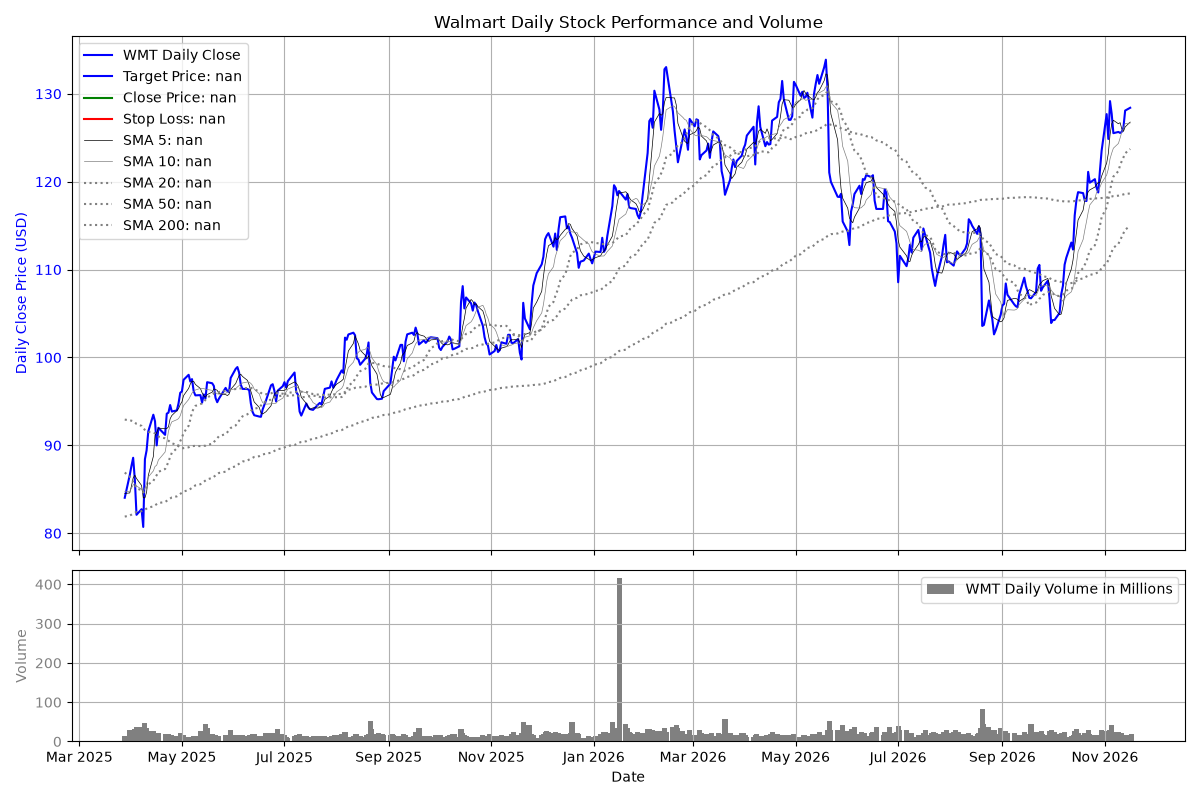 Walmart Daily Stock Performance and Volume
WMT Daily Close
Target Price: nan
Close Price: nan
Stop Loss: nan
SMA 5: nan
SMA 10: nan
SMA 20: nan
SMA 50: nan
SMA 200: nan
Daily Close Price (USD)
130
120
110
100
90
80
WMT Daily Volume in Millions
Volume
400
300
200
100
0
Mar 2025 May 2025 Jul 2025 Sep 2025 Nov 2025 Jan 2026 Mar 2026 May 2026 Jul 2026 Sep 2026 Nov 2026
Date